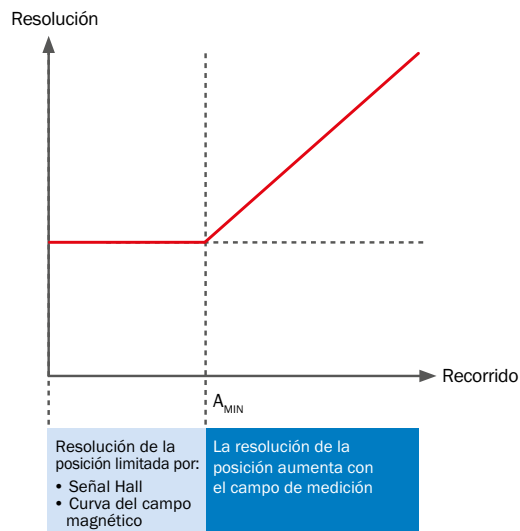 Resolución
Recorrido
A_MIN
Resolución de la
posición limitada por:
• Señal Hall
• Curva del campo
magnético
La resolución de la
posición aumenta con
el campo de medición